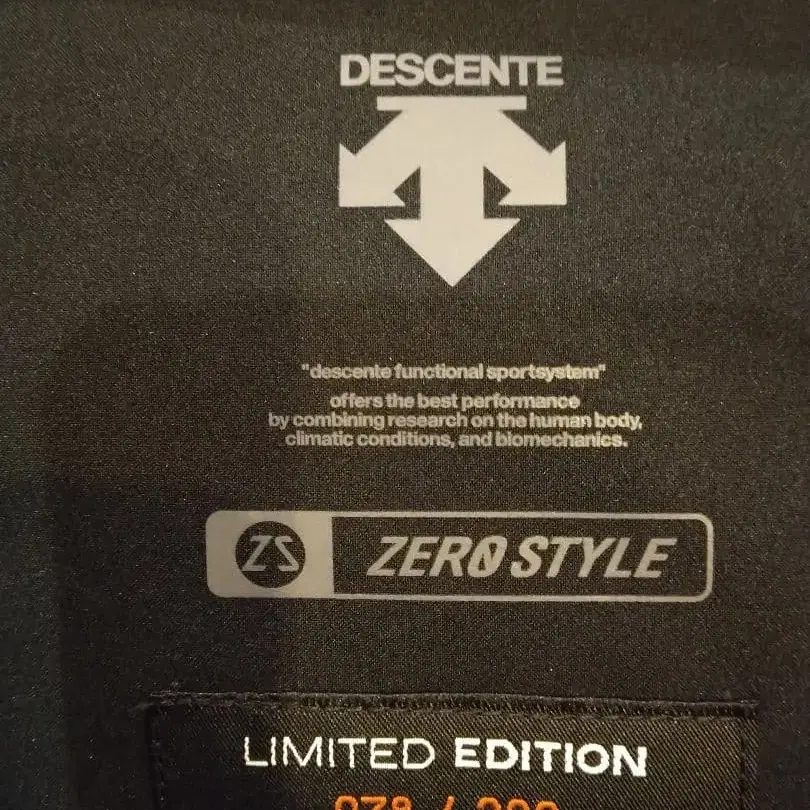 DESCENTE
"descente functional sportsystem"
offers the best performance
by combining research on the human body,
climatic conditions, and biomechanics.
ZS ZERO STYLE
LIMITED EDITION